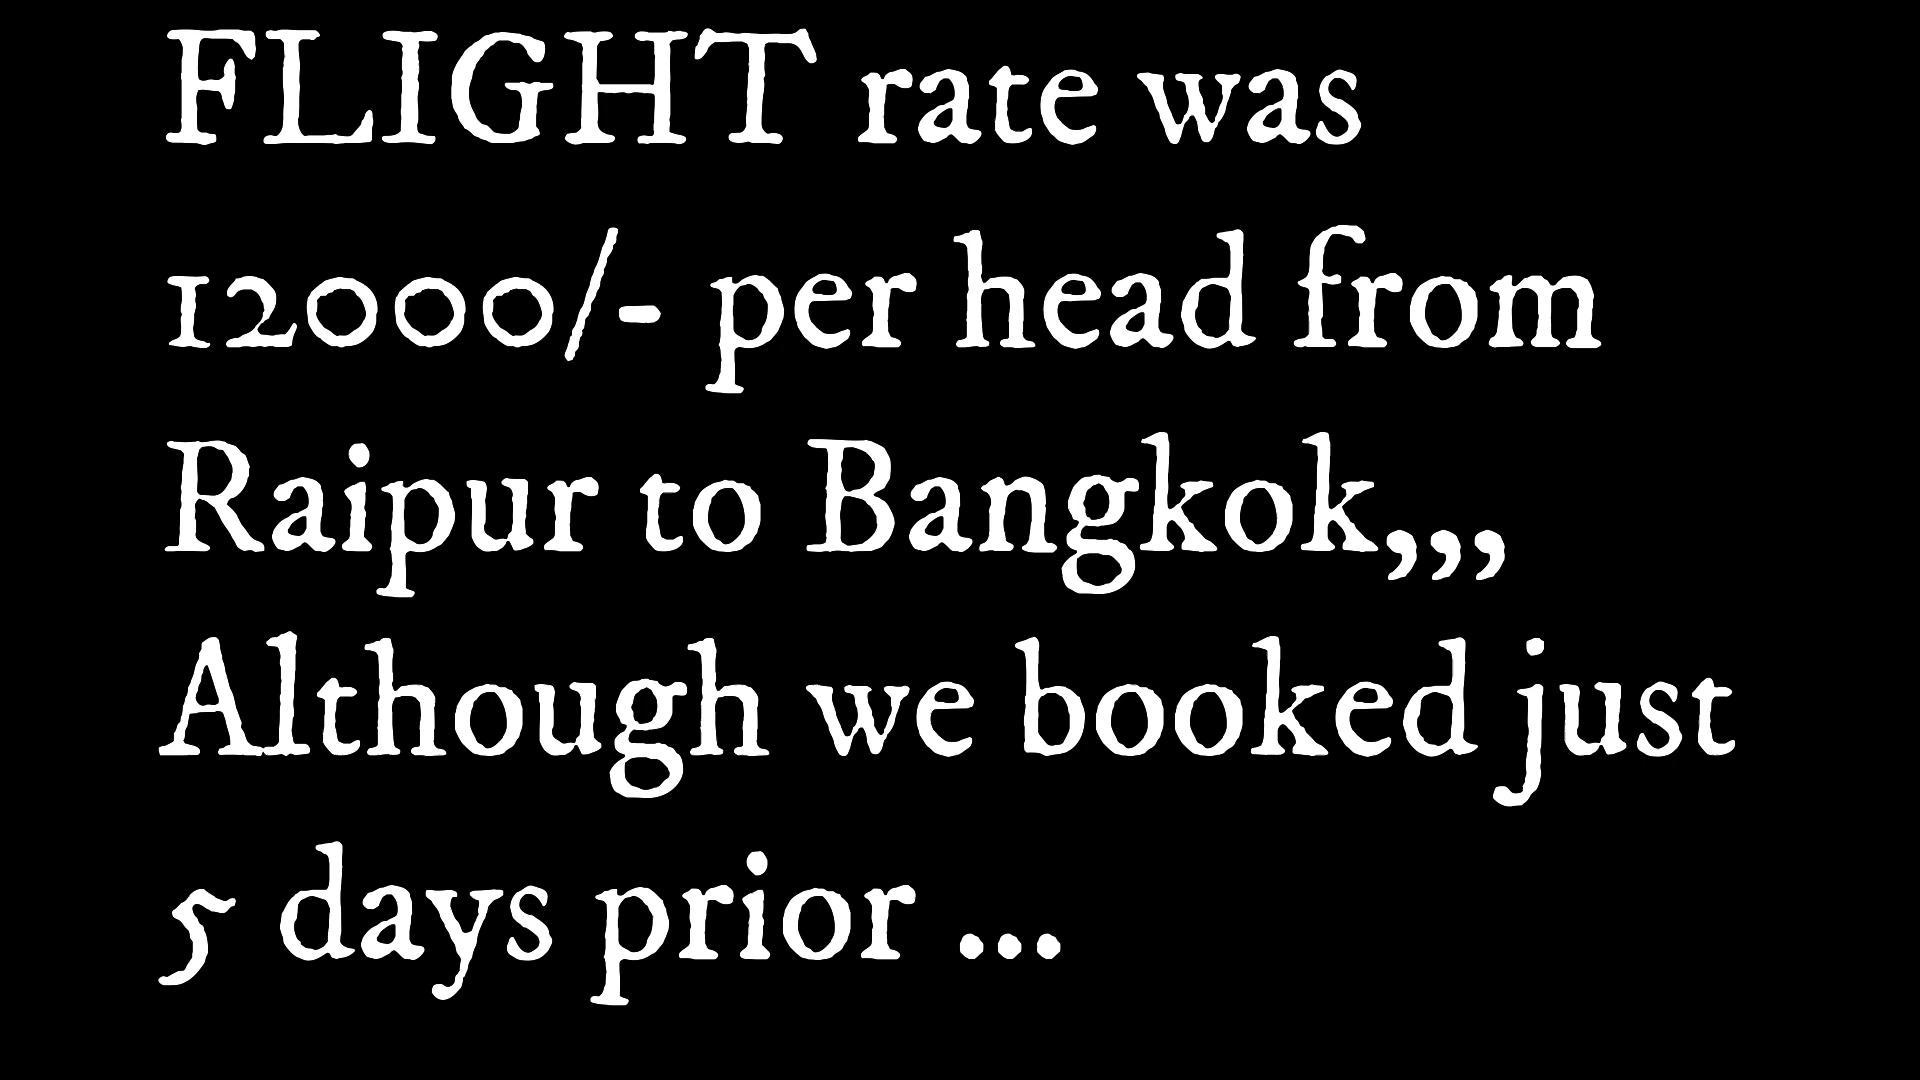 FLIGHT rate was
12000/- per head from
Raipur to Bangkok,,,
Although we booked just
5 days prior ...